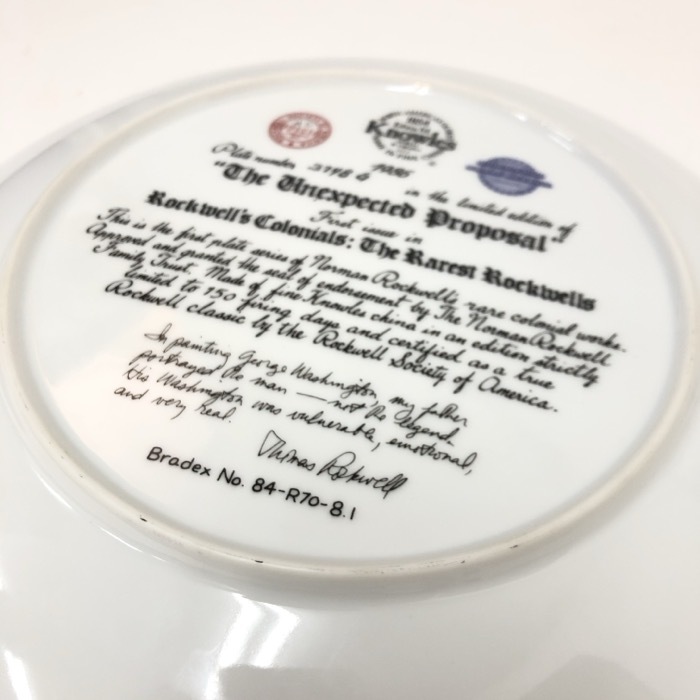 Knowles
Plate number 3198 G 1985 in the limited edition of
"The Unexpected Proposal"
First issue in
Rockwell's Colonials: The Rarest Rockwells
This is the first plate series of Norman Rockwell's rare colonial works.
Approved and granted the seal of endorsement by The Norman Rockwell
Family Trust. Made of fine Knowles china in an edition strictly
limited to 150 firing days and certified as a true
Rockwell classic by the Rockwell Society of America.
In painting George Washington, my father
portrayed the man — not the legend.
His Washington was vulnerable, emotional,
and very real.
Thomas Rockwell
Bradex No. 84-R70-8.1